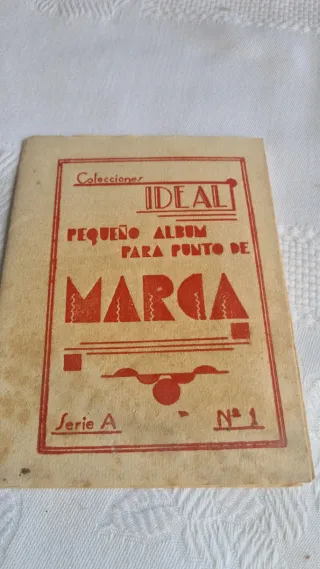 Colecciones
IDEAL
PEQUEÑO ALBUM
PARA PUNTO DE
MARCA
Serie A Nº 1